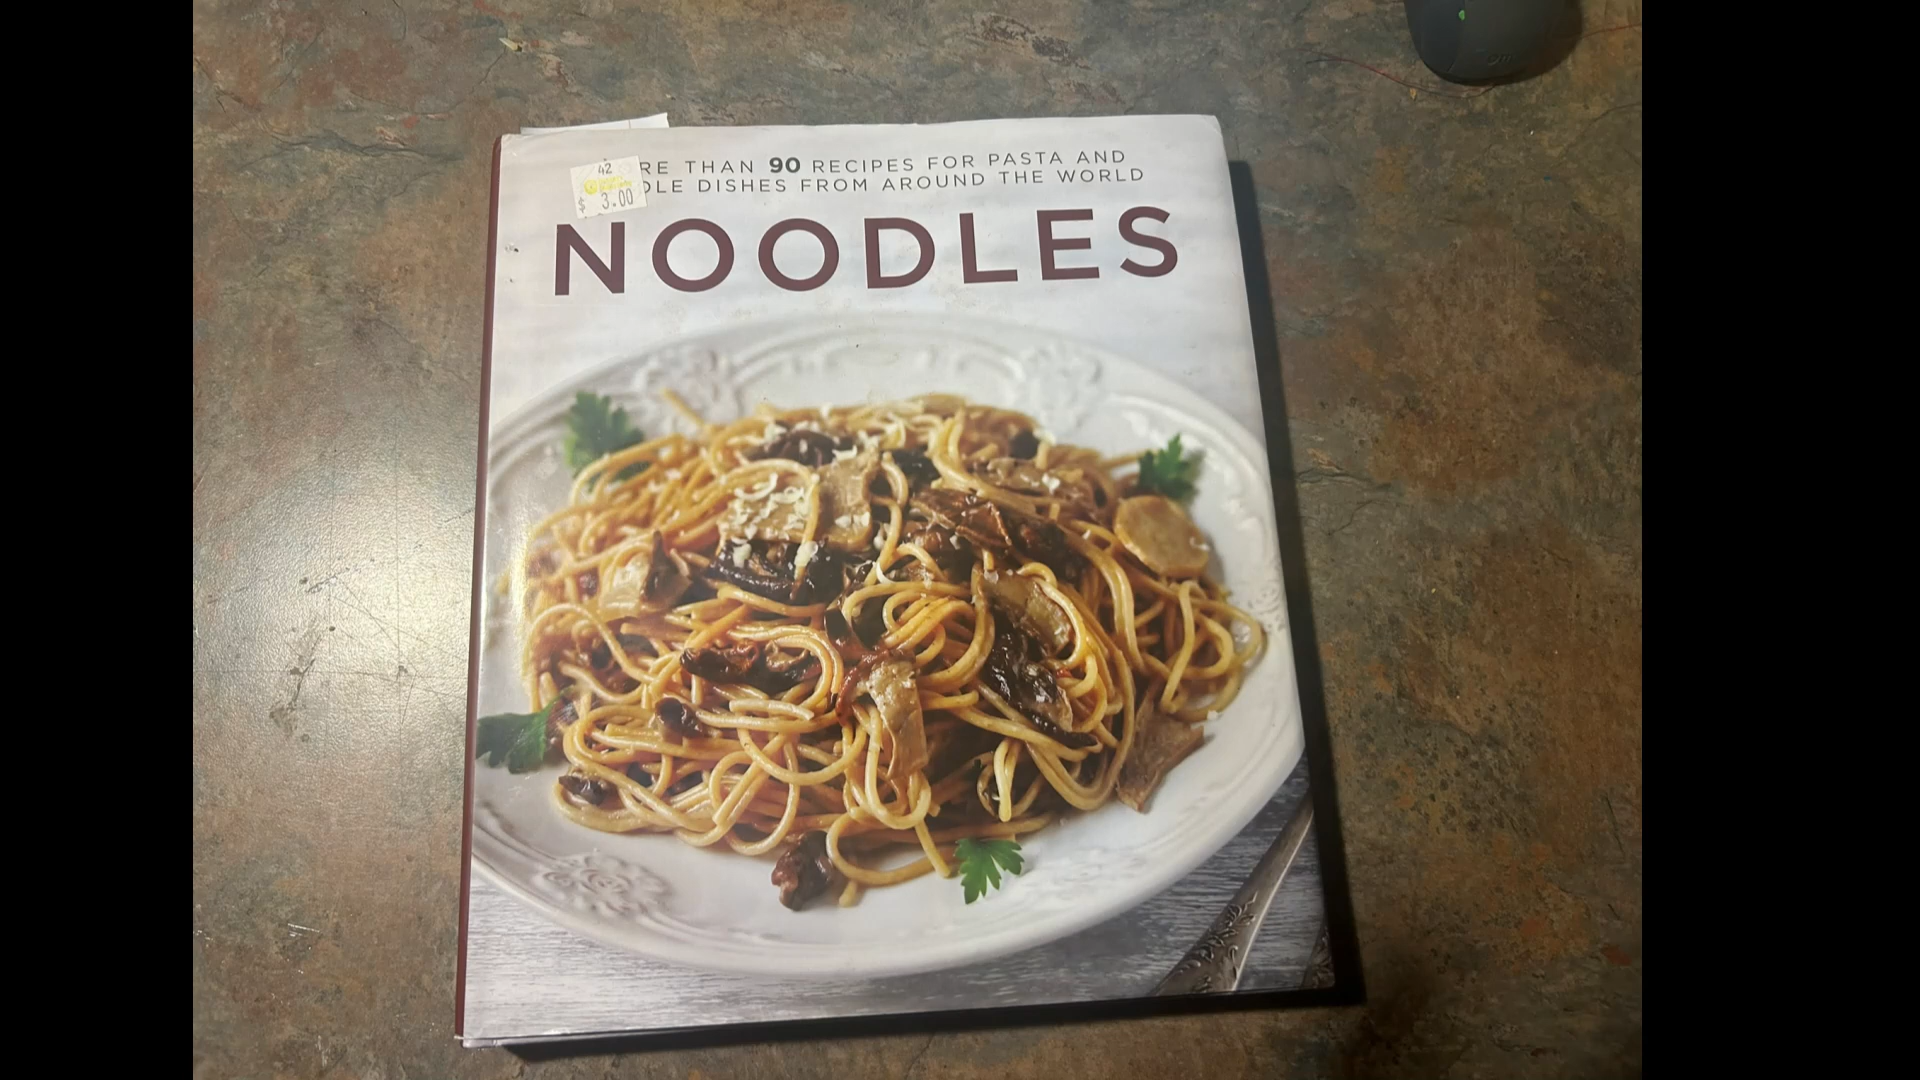 RE THAN 90 RECIPES FOR PASTA AND
DLE DISHES FROM AROUND THE WORLD
42
$ 3.00
NOODLES